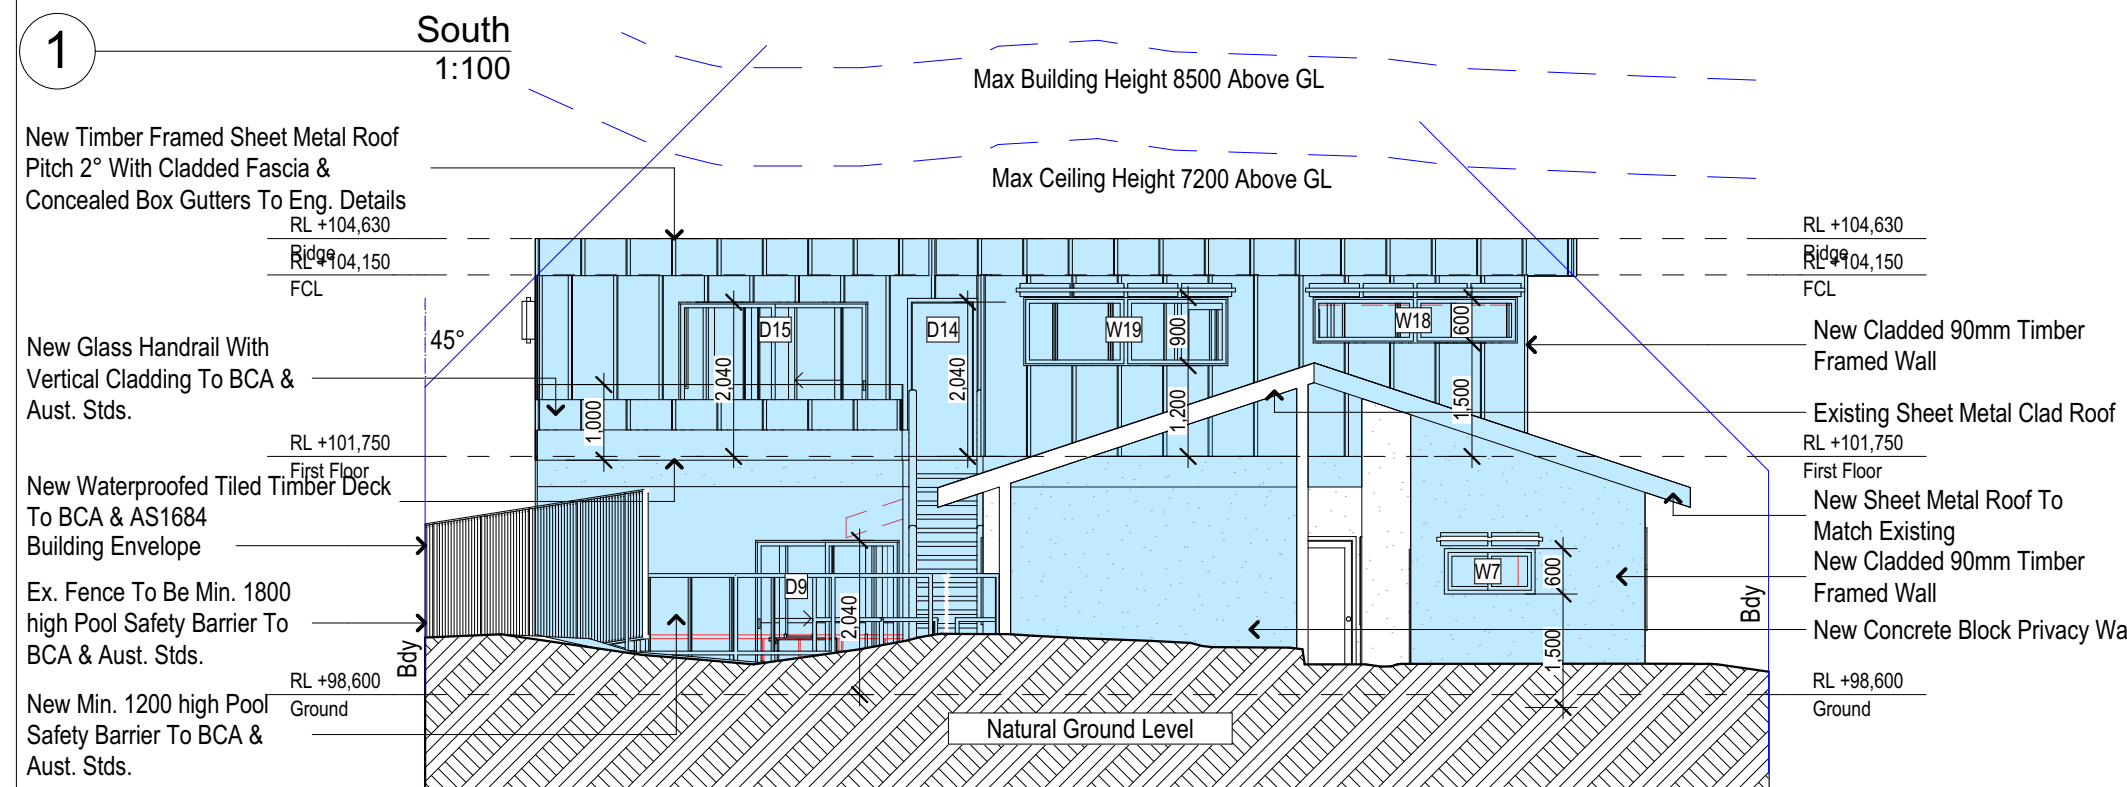 1
South
1:100
Max Building Height 8500 Above GL
Max Ceiling Height 7200 Above GL
New Timber Framed Sheet Metal Roof
Pitch 2° With Cladded Fascia &
Concealed Box Gutters To Eng. Details
RL +104,630
Ridge
RL +104,150
FCL
45°
New Glass Handrail With
Vertical Cladding To BCA &
Aust. Stds.
RL +101,750
First Floor
New Waterproofed Tiled Timber Deck
To BCA & AS1684
Building Envelope
Ex. Fence To Be Min. 1800
high Pool Safety Barrier To
BCA & Aust. Stds.
Bdy
RL +98,600
Ground
New Min. 1200 high Pool
Safety Barrier To BCA &
Aust. Stds.
D15
D14
W19
W18
900
600
2,040
2,040
1,000
1,200
1,500
D9
2,040
W7
600
1,500
Natural Ground Level
RL +104,630
Ridge
RL +104,150
FCL
New Cladded 90mm Timber
Framed Wall
Existing Sheet Metal Clad Roof
RL +101,750
First Floor
New Sheet Metal Roof To
Match Existing
New Cladded 90mm Timber
Framed Wall
Bdy
New Concrete Block Privacy Wa
RL +98,600
Ground